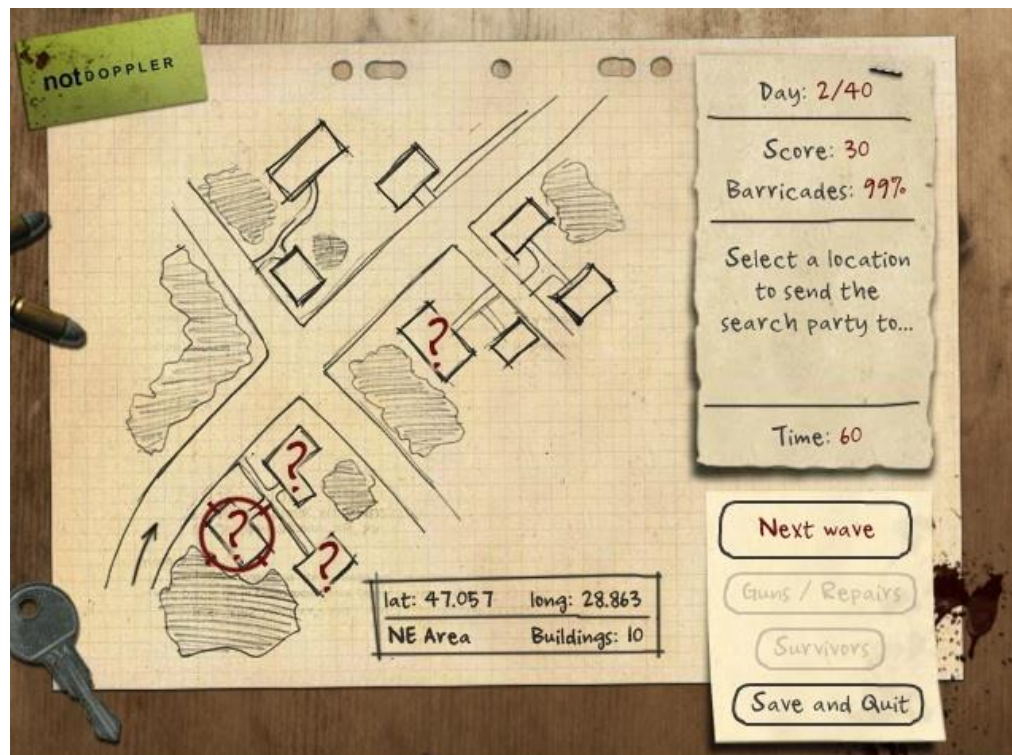 notDOPPLER
Day: 2/40
Score: 30
Barricades: 99%
Select a location
to send the
search party to...
Time: 60
?
?
?
?
lat: 47.057 long: 28.863
NE Area Buildings: 10
Next wave
Guns / Repairs
Survivors
Save and Quit